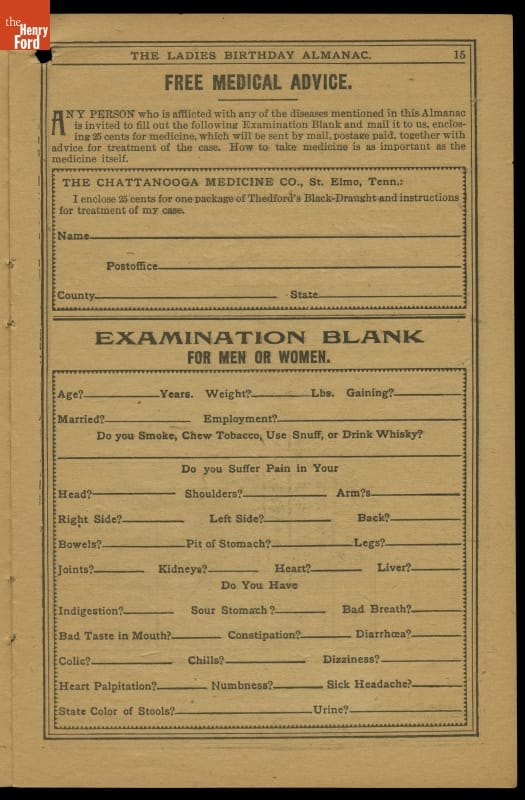 the
Henry
Ford
THE LADIES BIRTHDAY ALMANAC. 15
FREE MEDICAL ADVICE.
ANY PERSON who is afflicted with any of the diseases mentioned in this Almanac
is invited to fill out the following Examination Blank and mail it to us, enclos-
ing 25 cents for medicine, which will be sent by mail, postage paid, together with
advice for treatment of the case. How to take medicine is as important as the
medicine itself.
THE CHATTANOOGA MEDICINE CO., St. Elmo, Tenn.:
I enclose 25 cents for one package of Thedford's Black-Draught and instructions
for treatment of my case.
Name
Postoffice
County State
EXAMINATION BLANK
FOR MEN OR WOMEN.
Age? Years. Weight? Lbs. Gaining?
Married? Employment?
Do you Smoke, Chew Tobacco, Use Snuff, or Drink Whisky?
Do you Suffer Pain in Your
Head? Shoulders? Arm?s
Right Side? Left Side? Back?
Bowels? Pit of Stomach? Legs?
Joints? Kidneys? Heart? Liver?
Do You Have
Indigestion? Sour Stomach? Bad Breath?
Bad Taste in Mouth? Constipation? Diarrhœa?
Colic? Chills? Dizziness?
Heart Palpitation? Numbness? Sick Headache?
State Color of Stools? Urine?